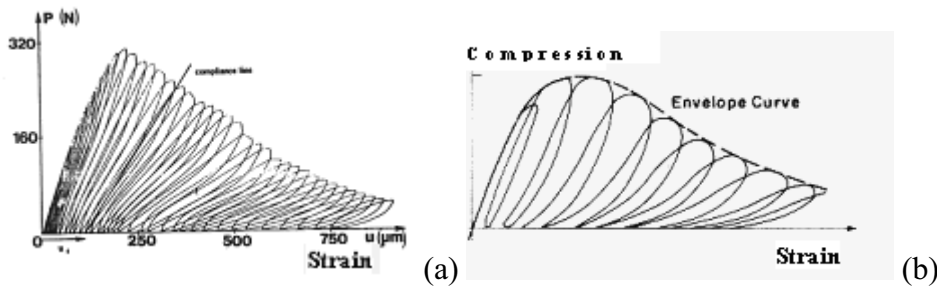 P (N)
320
compliance line
160
0
250
500
750
u (μm)
Strain
(a)
Compression
Envelope Curve
Strain
(b)